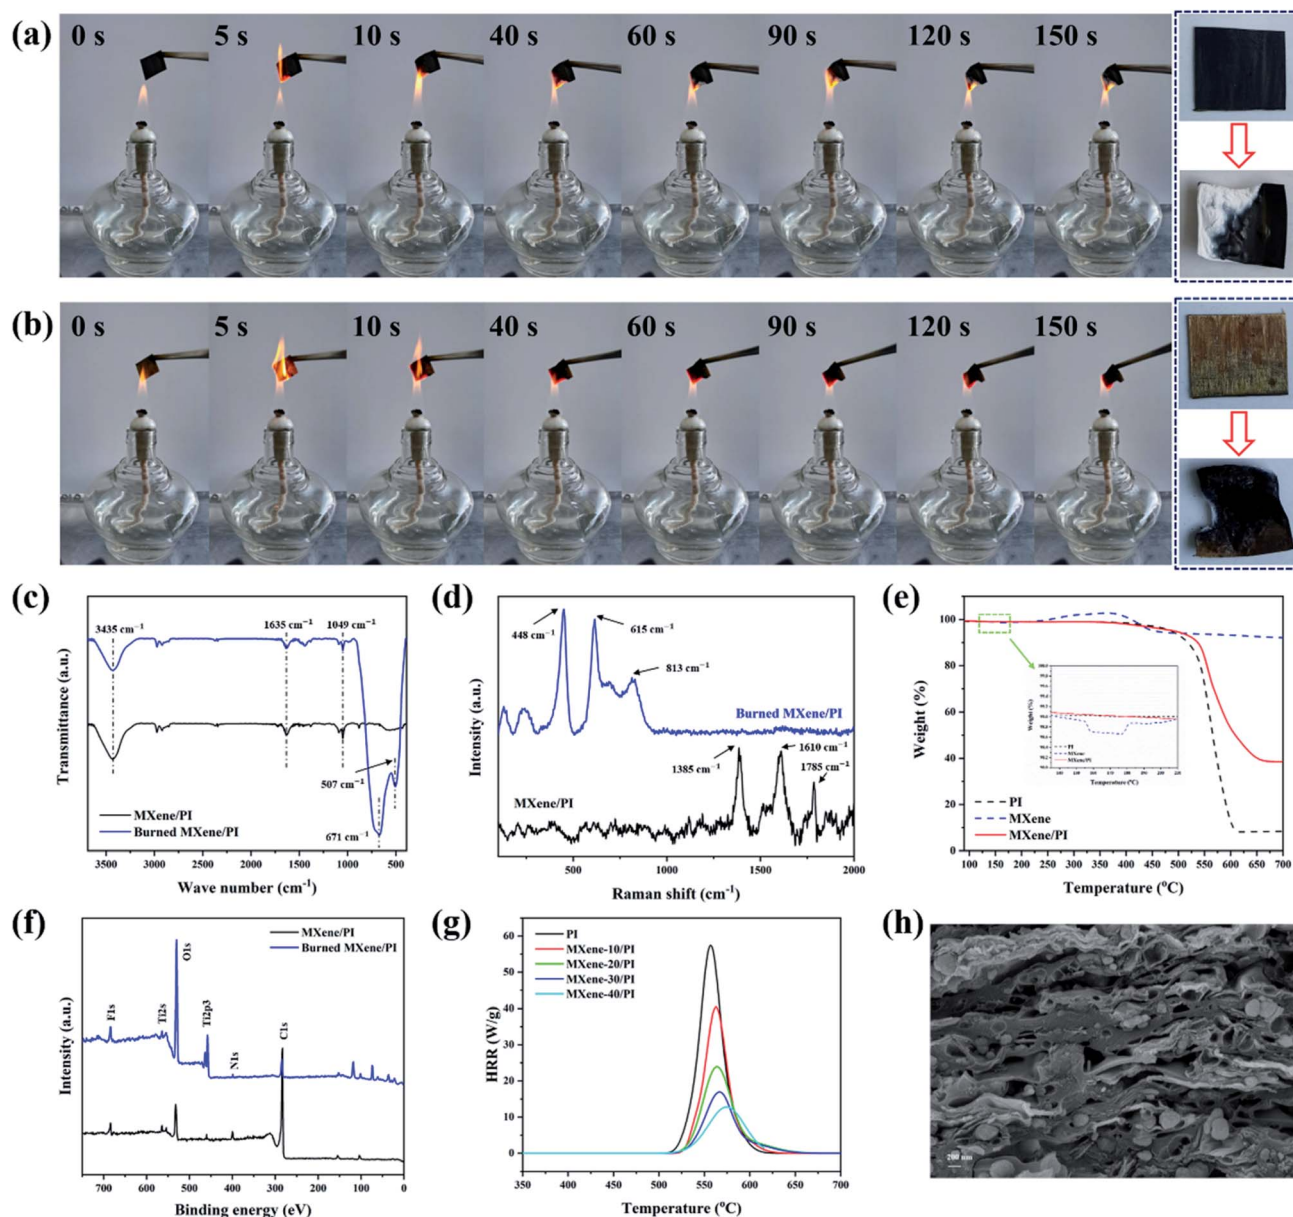 (a)
0 s 5 s 10 s 40 s 60 s 90 s 120 s 150 s
(b)
0 s 5 s 10 s 40 s 60 s 90 s 120 s 150 s
(c)
3435 cm⁻¹
1635 cm⁻¹
1049 cm⁻¹
507 cm⁻¹
671 cm⁻¹
MXene/PI
Burned MXene/PI
Transmittance (a.u.)
3500 3000 2500 2000 1500 1000 500
Wave number (cm⁻¹)
(d)
448 cm⁻¹
615 cm⁻¹
813 cm⁻¹
Burned MXene/PI
1385 cm⁻¹
1610 cm⁻¹
1785 cm⁻¹
MXene/PI
Intensity (a.u.)
500 1000 1500 2000
Raman shift (cm⁻¹)
(e)
100
80
60
40
20
0
Weight (%)
Weight (%)
PI
MXene
MXene/PI
Temperature (°C)
PI
MXene
MXene/PI
100 150 200 250 300 350 400 450 500 550 600 650 700
Temperature (°C)
(f)
MXene/PI
Burned MXene/PI
F1s
Ti2s
O1s
Ti2p3
N1s
C1s
Intensity (a.u.)
700 600 500 400 300 200 100 0
Binding energy (eV)
(g)
60
50
40
30
20
10
0
HRR (W/g)
PI
MXene-10/PI
MXene-20/PI
MXene-30/PI
MXene-40/PI
350 400 450 500 550 600 650 700
Temperature (°C)
(h)
200 nm